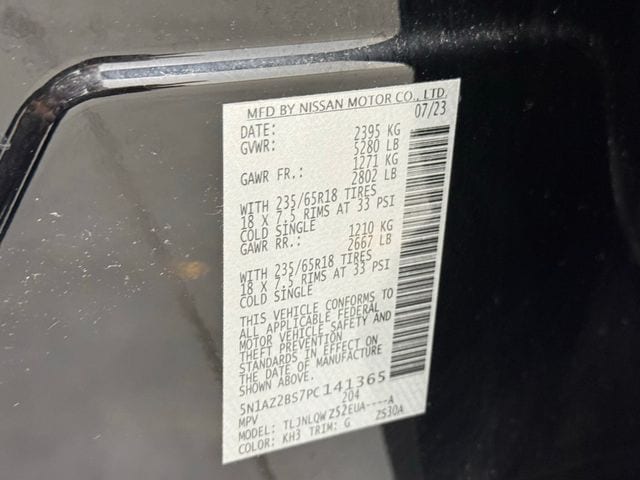 MFD BY NISSAN MOTOR CO., LTD.
DATE: 07/23
GVWR: 2395 KG
5280 LB
GAWR FR.: 1271 KG
2802 LB
WITH 235/65R18 TIRES
18 X 7.5 RIMS AT 33 PSI
COLD SINGLE
GAWR RR.: 1210 KG
2667 LB
WITH 235/65R18 TIRES
18 X 7.5 RIMS AT 33 PSI
COLD SINGLE
THIS VEHICLE CONFORMS TO
ALL APPLICABLE FEDERAL
MOTOR VEHICLE SAFETY AND
THEFT PREVENTION
STANDARDS IN EFFECT ON
THE DATE OF MANUFACTURE
SHOWN ABOVE.
5N1AZ2BS7PC141365
MPV 204
MODEL: TLJNLQWZ52EUA----A
COLOR: KH3 TRIM: G ZS30A